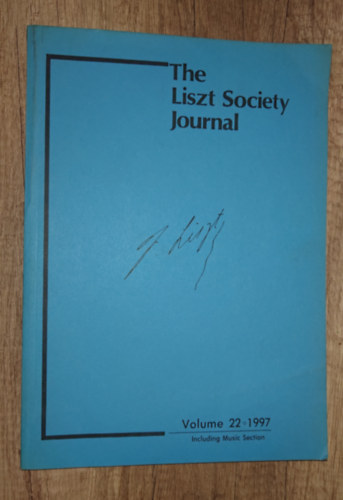 The
Liszt Society
Journal
F. Liszt
Volume 22-1997
Including Music Section